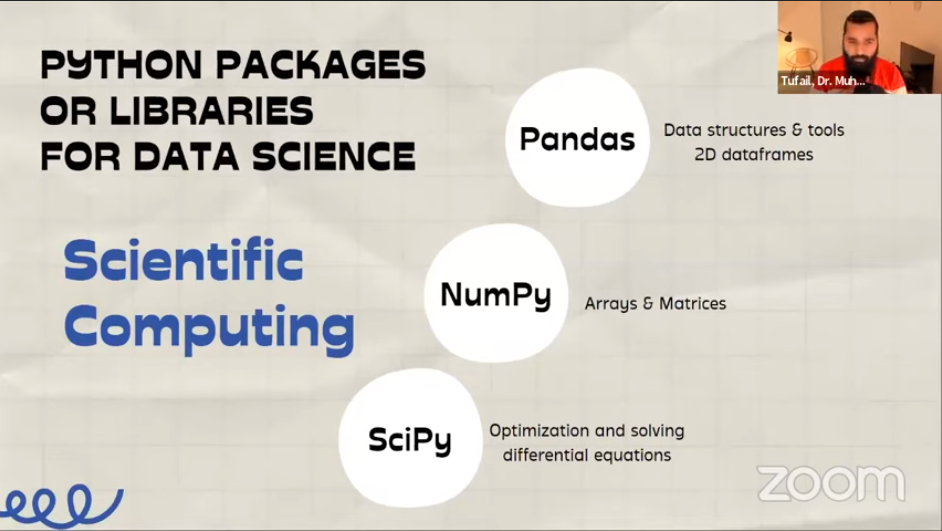 PYTHON PACKAGES
OR LIBRARIES
FOR DATA SCIENCE
Scientific
Computing
Pandas
Data structures & tools
2D dataframes
NumPy
Arrays & Matrices
SciPy
Optimization and solving
differential equations
Tufail, Dr. Muh...
zoom